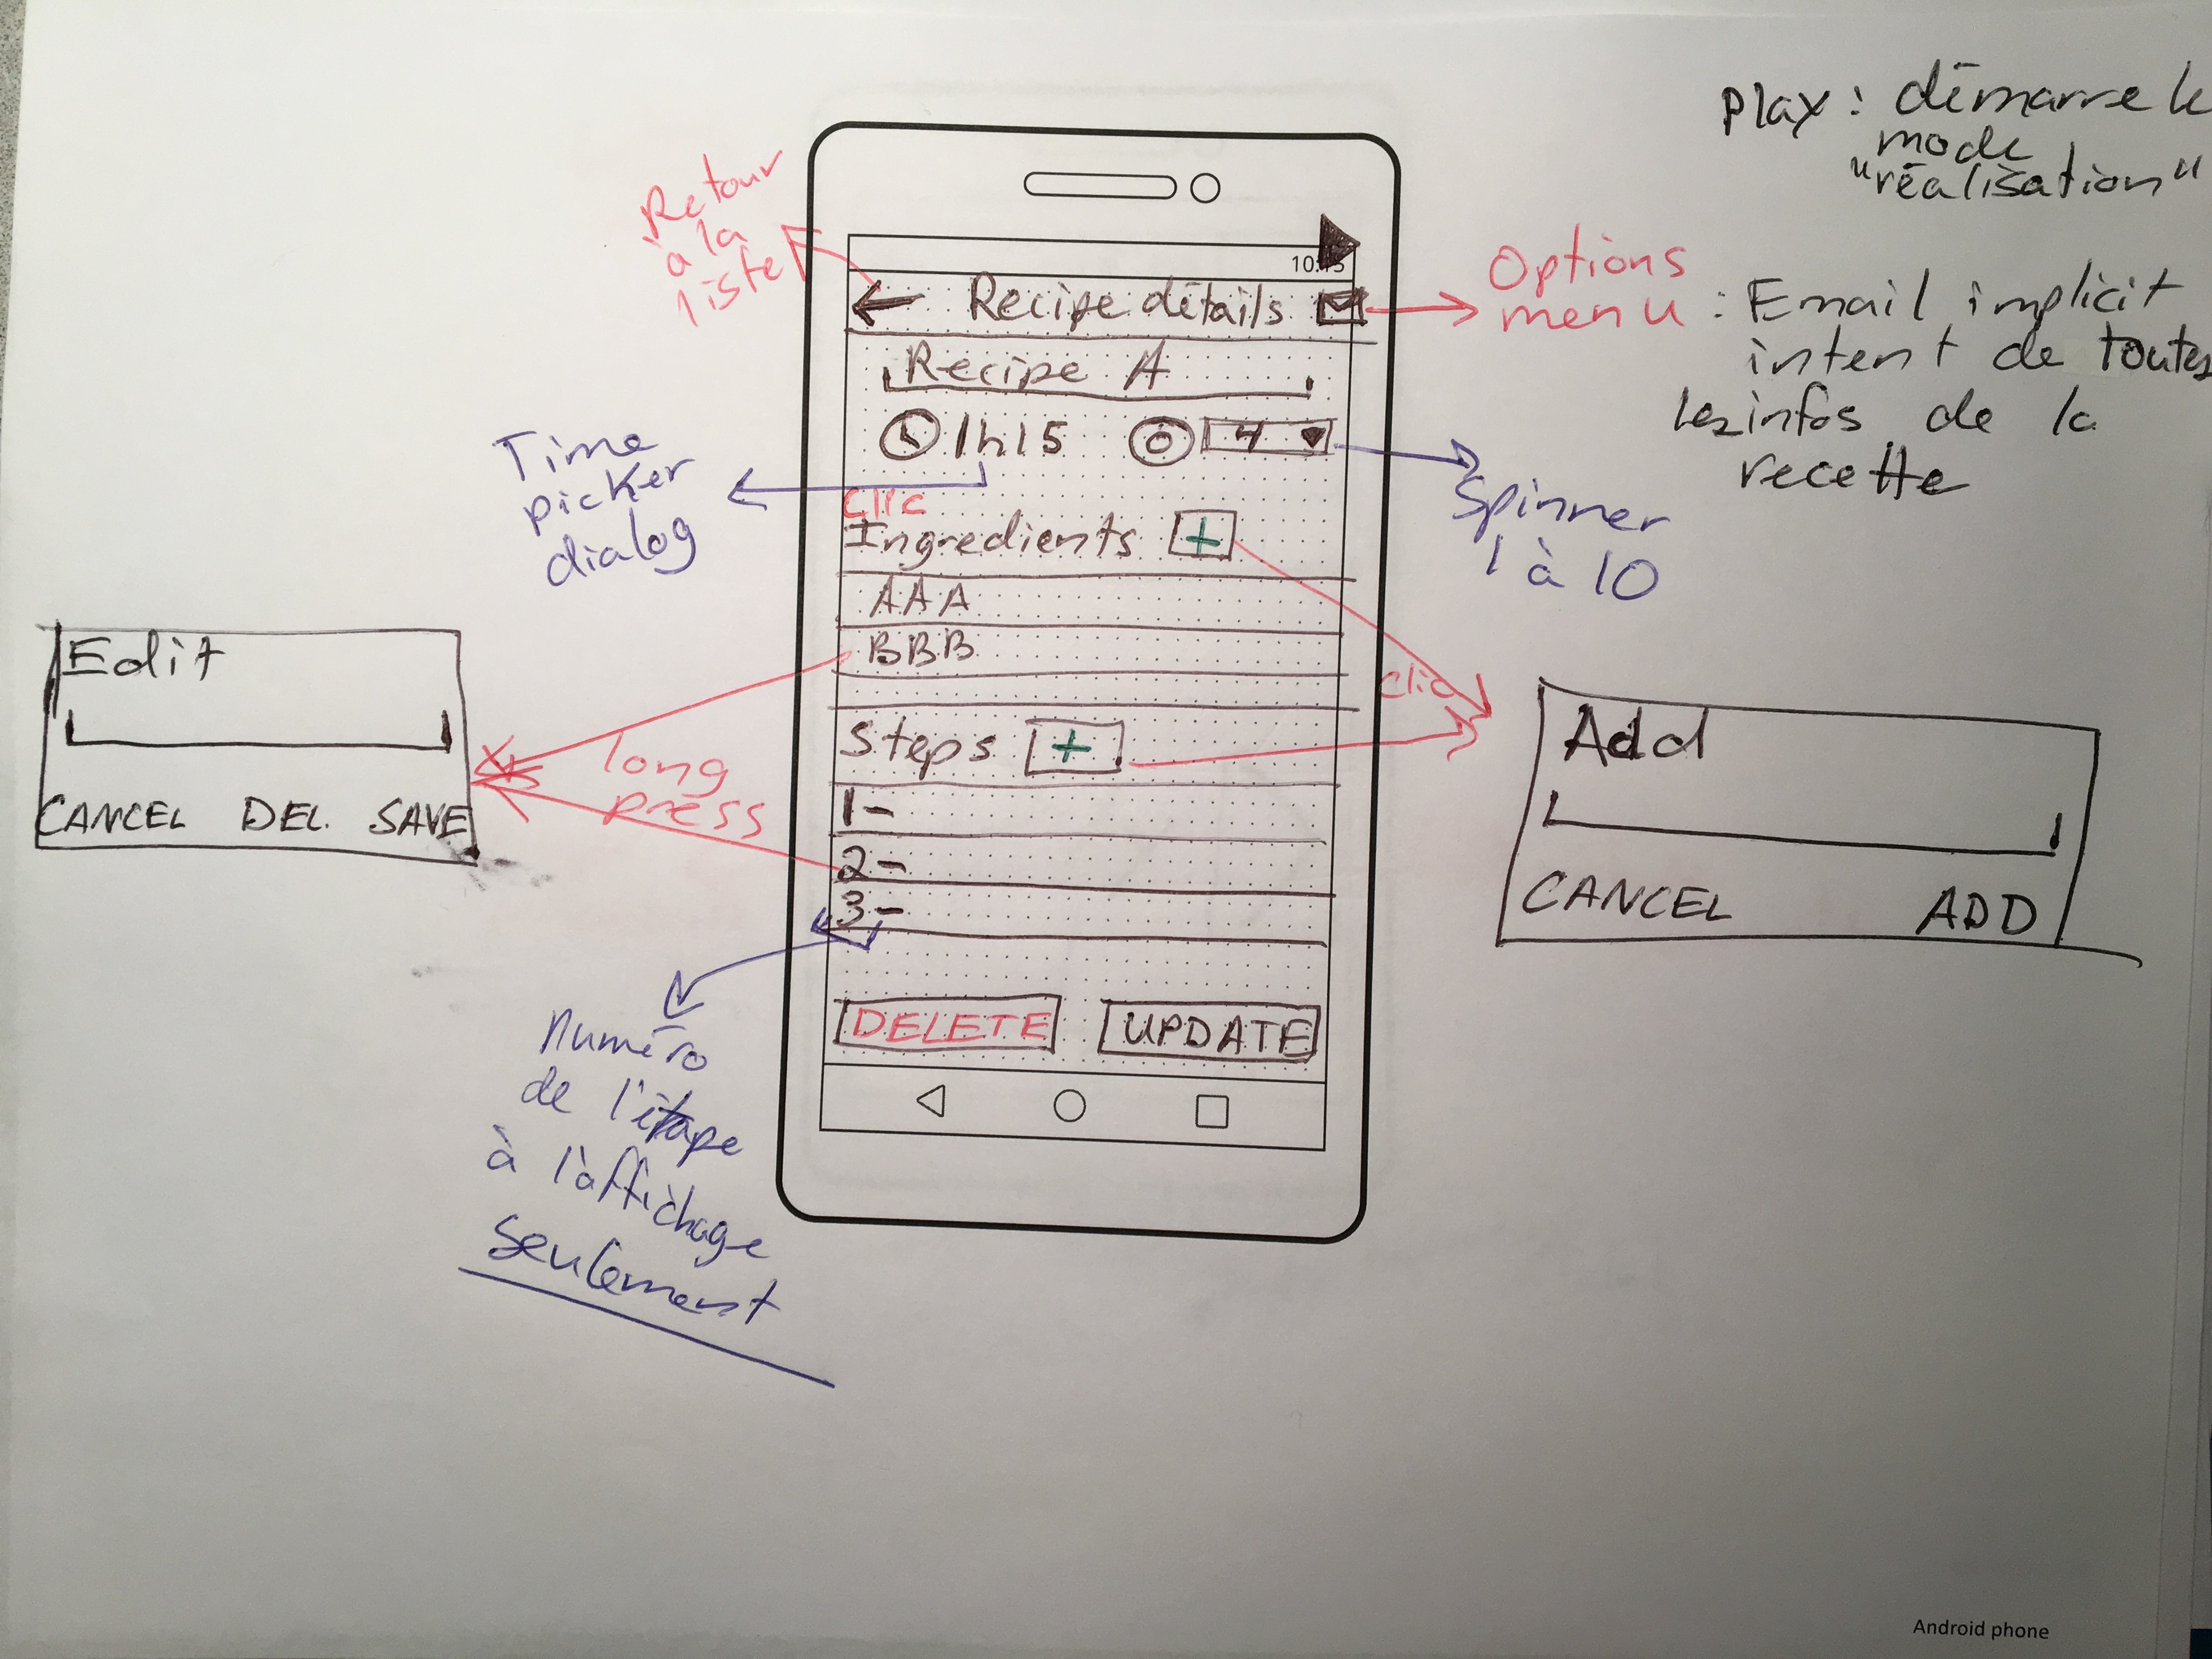 Play : démarre le
mode
"réalisation"
Retour
à la
liste
10:15
Options
menu
: Email implicit
intent de toutes
les infos de la
recette
← Recipe détails
Recipe A
1h15
4
Time
picker
dialog
clic
Spinner
1 à 10
Ingredients +
AAA
BBB
Edit
CANCEL DEL. SAVE
long
press
clic
Add
CANCEL ADD
Steps +
1-
2-
3-
Numéro
de l'étape
à l'affichage
seulement
DELETE UPDATE
Android phone